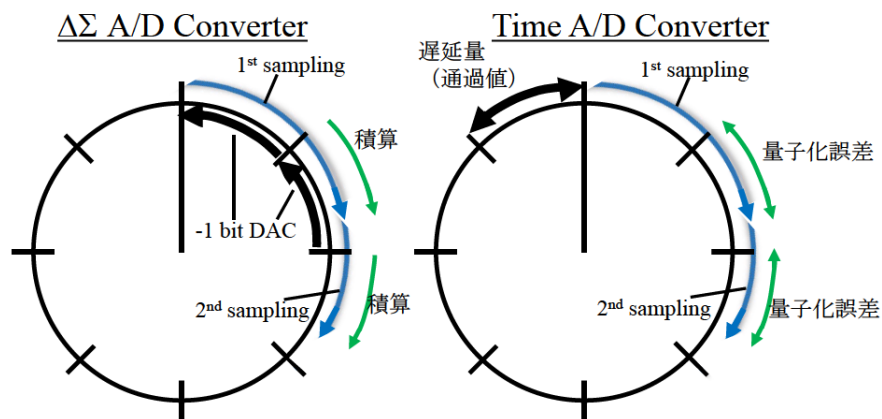 ΔΣ A/D Converter
1st sampling
積算
-1 bit DAC
2nd sampling
積算
Time A/D Converter
遅延量
（通過値）
1st sampling
量子化誤差
2nd sampling
量子化誤差